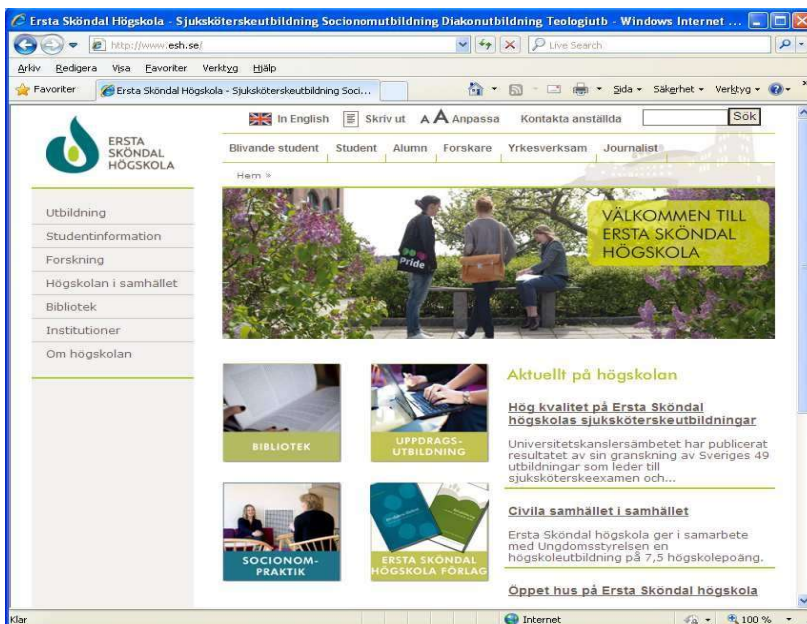 Ersta Sköndal Högskola - Sjuksköterskeutbildning Socionomutbildning Diakonutbildning Teologiutb - Windows Internet ...
http://www.esh.se/
Live Search
Arkiv Redigera Visa Favoriter Verktyg Hjälp
Favoriter
Ersta Sköndal Högskola - Sjuksköterskeutbildning Soci...
Sida Säkerhet Verktyg
In English Skriv ut A A Anpassa Kontakta anställda Sök
ERSTA
SKÖNDAL
HÖGSKOLA
Blivande student Student Alumn Forskare Yrkesverksam Journalist
Hem »
Utbildning
Studentinformation
Forskning
Högskolan i samhället
Bibliotek
Institutioner
Om högskolan
VÄLKOMMEN TILL
ERSTA SKÖNDAL
HÖGSKOLA
Pride
BIBLIOTEK
UPPDRAGS-
UTBILDNING
SOCIONOM-
PRAKTIK
ERSTA SKÖNDAL
HÖGSKOLA FÖRLAG
Aktuellt på högskolan
Hög kvalitet på Ersta Sköndal
högskolas sjuksköterskeutbildningar
Universitetskanslersämbetet har publicerat
resultatet av sin granskning av Sveriges 49
utbildningar som leder till
sjuksköterskeexamen och...
Civila samhället i samhället
Ersta Sköndal högskola ger i samarbete
med Ungdomsstyrelsen en
högskoleutbildning på 7,5 högskolepoäng.
Öppet hus på Ersta Sköndal högskola
Klar
Internet
100 %